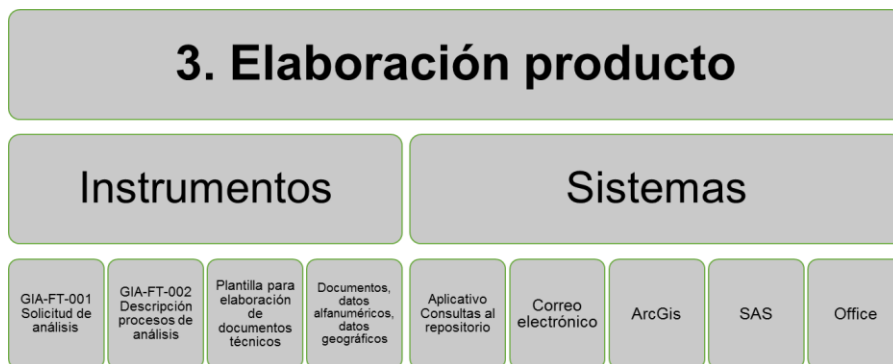 3. Elaboración producto
Instrumentos
Sistemas
GIA-FT-001
Solicitud de
análisis
GIA-FT-002
Descripción
procesos de
análisis
Plantilla para
elaboración
de
documentos
técnicos
Documentos,
datos
alfanuméricos,
datos
geográficos
Aplicativo
Consultas al
repositorio
Correo
electrónico
ArcGis
SAS
Office